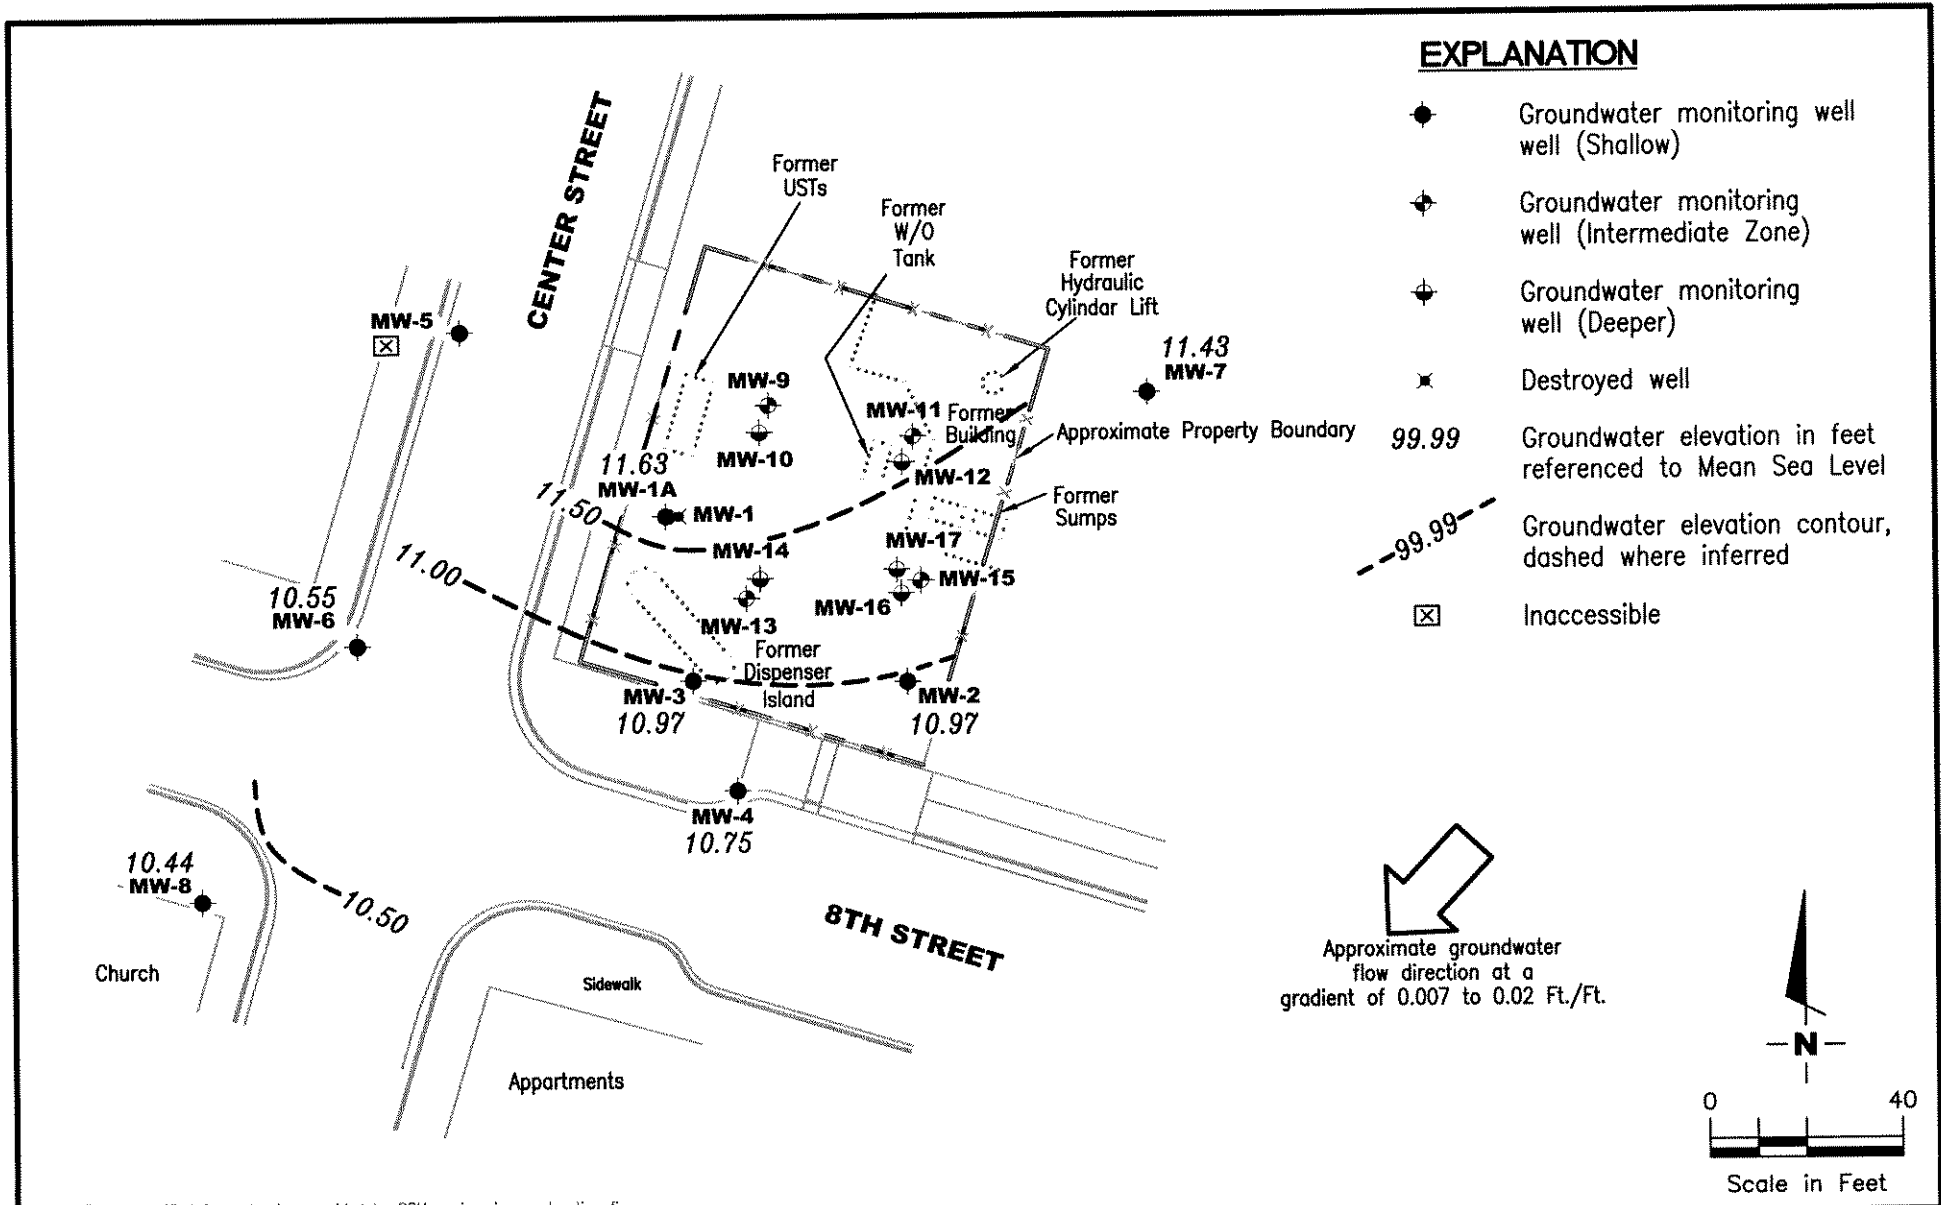 EXPLANATION
Groundwater monitoring well
well (Shallow)
Groundwater monitoring
well (Intermediate Zone)
Groundwater monitoring
well (Deeper)
Destroyed well
99.99
Groundwater elevation in feet
referenced to Mean Sea Level
99.99
Groundwater elevation contour,
dashed where inferred
Inaccessible
CENTER STREET
Former
USTs
Former
W/O
Tank
Former
Hydraulic
Cylindar Lift
MW-5
11.43
MW-7
MW-9
MW-10
MW-11
Former
Building
Approximate Property Boundary
MW-12
11.63
MW-1A
MW-1
11.50
Former
Sumps
MW-14
MW-17
11.00
MW-15
MW-16
10.55
MW-6
MW-13
Former
Dispenser
Island
MW-3
10.97
MW-2
10.97
MW-4
10.75
10.44
MW-8
10.50
8TH STREET
Church
Sidewalk
Appartments
Approximate groundwater
flow direction at a
gradient of 0.007 to 0.02 Ft./Ft.
N
0 40
Scale in Feet